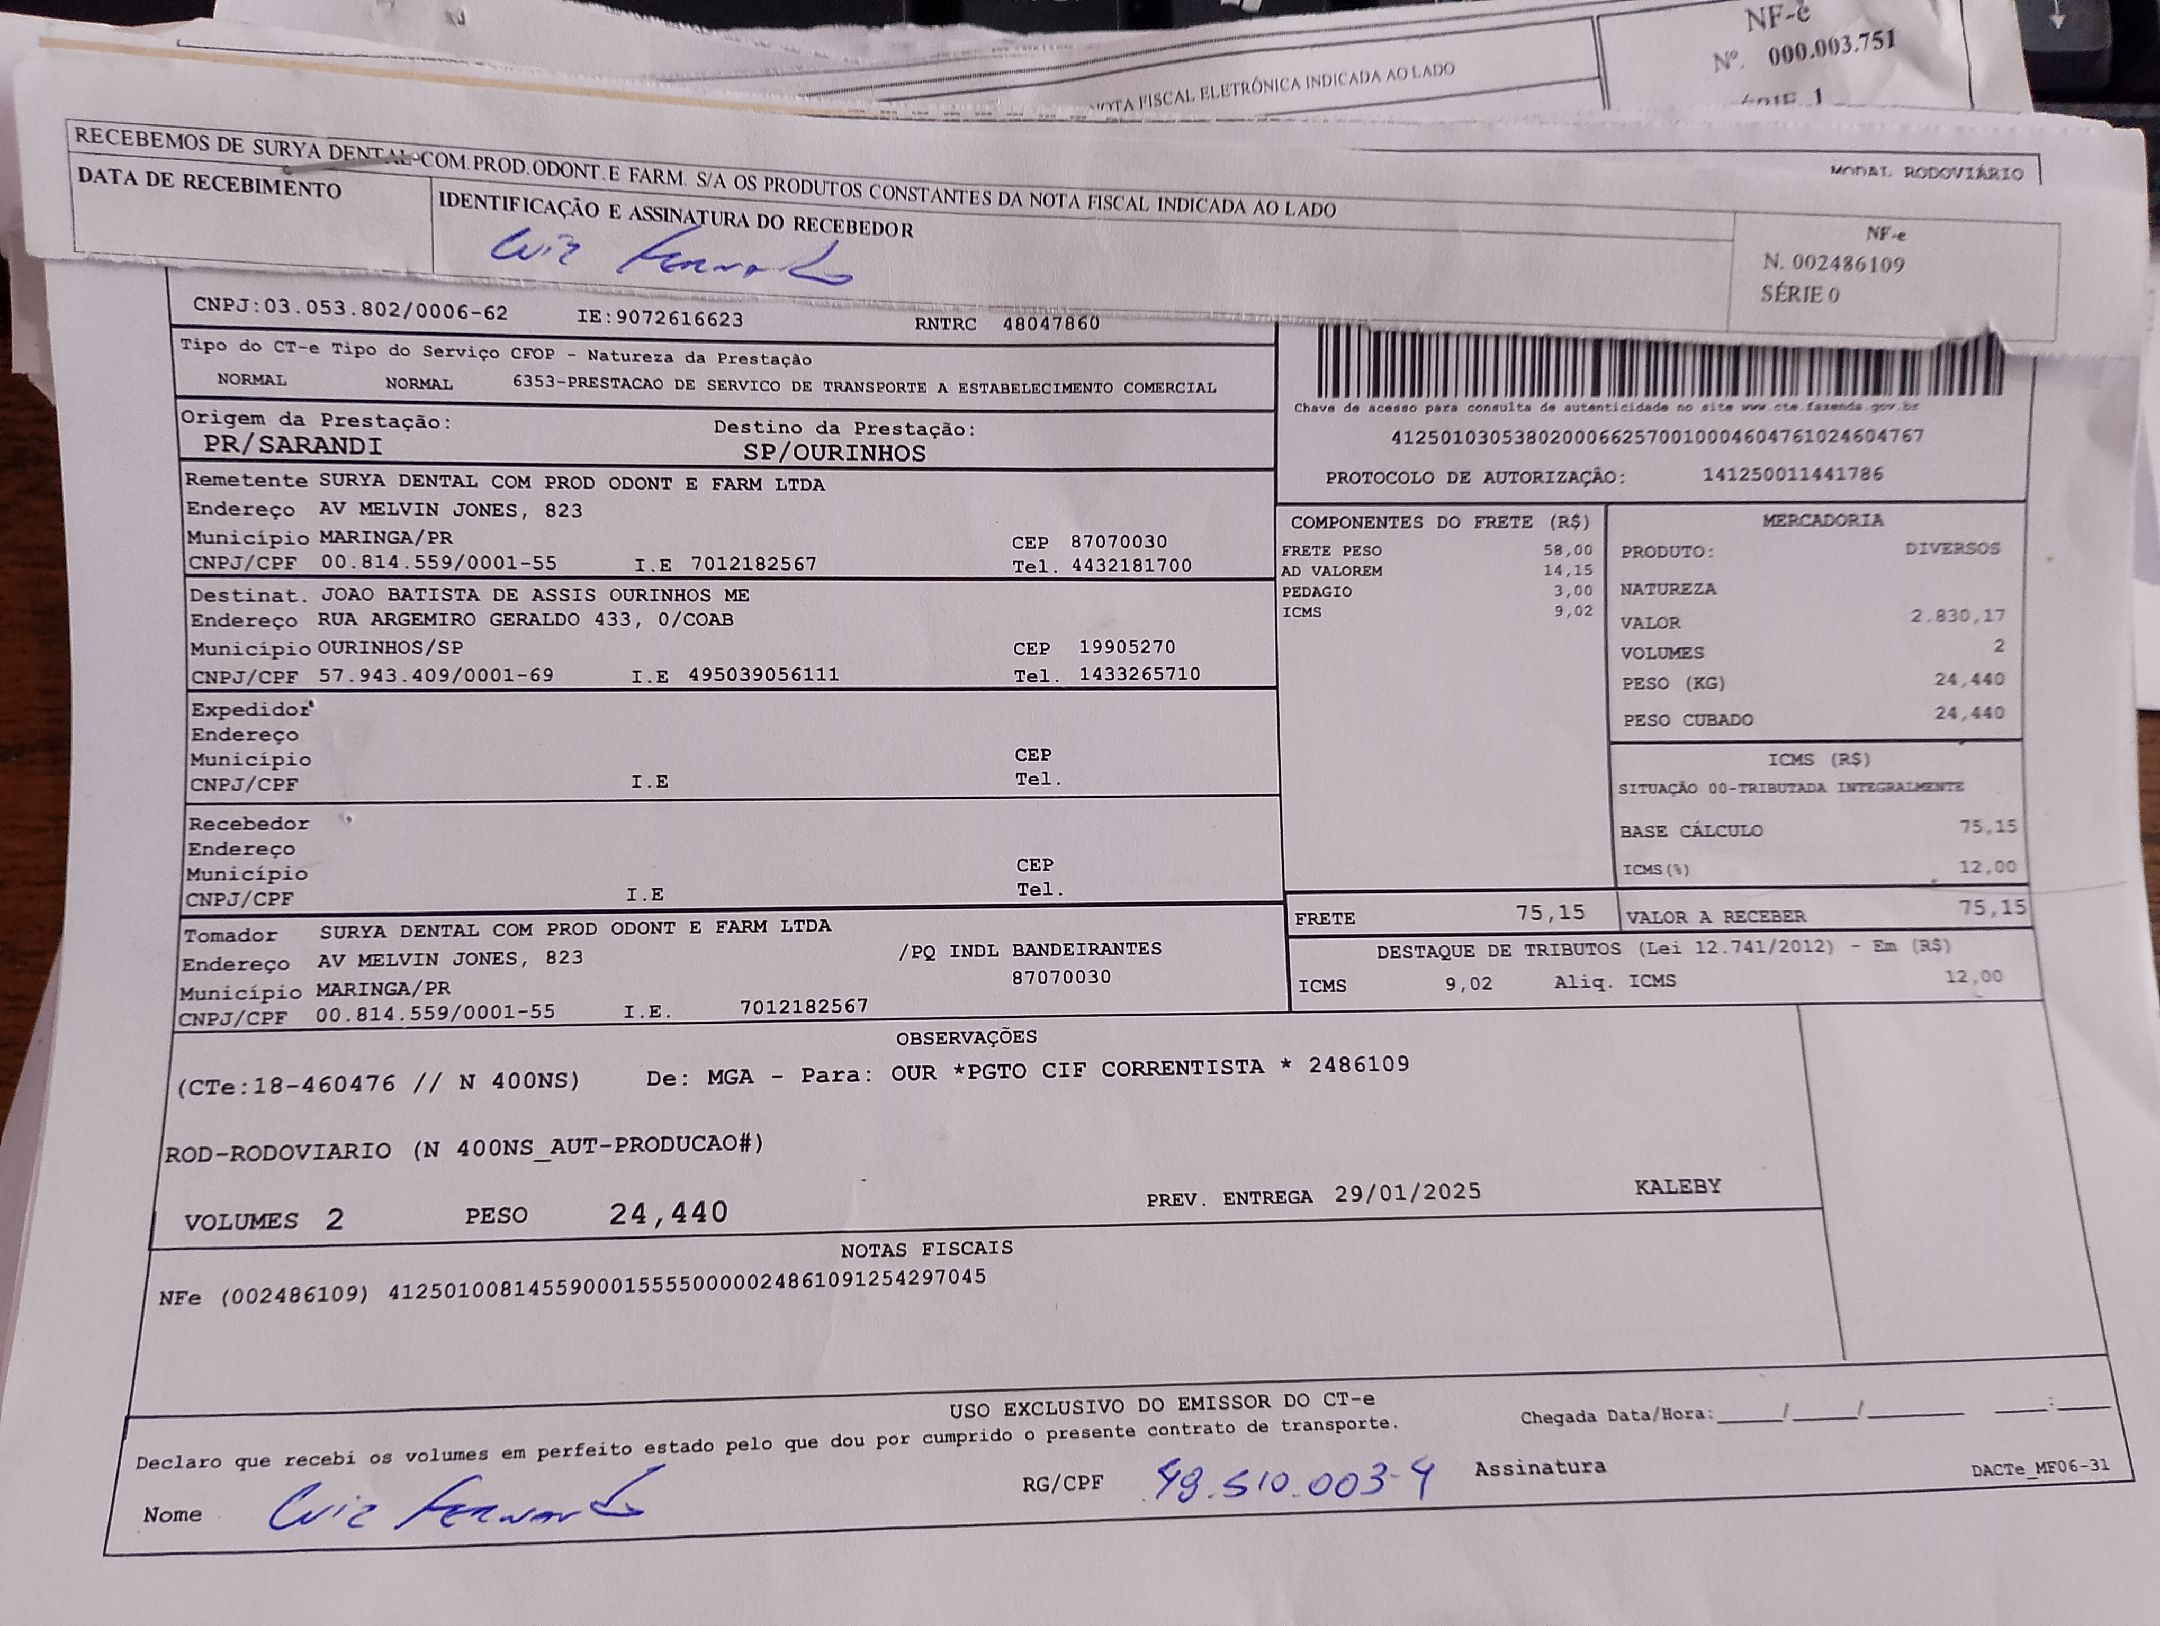 NF-e
Nº. 000.003.751
NOTA FISCAL ELETRÔNICA INDICADA AO LADO
RECEBEMOS DE SURYA DENTAL COM.PROD.ODONT.E FARM. S/A OS PRODUTOS CONSTANTES DA NOTA FISCAL INDICADA AO LADO
MODAL RODOVIÁRIO
DATA DE RECEBIMENTO
IDENTIFICAÇÃO E ASSINATURA DO RECEBEDOR
Luiz Fernando
NF-e
N. 002486109
SÉRIE 0
CNPJ:03.053.802/0006-62 IE:9072616623 RNTRC 48047860
Tipo do CT-e Tipo do Serviço CFOP - Natureza da Prestação
NORMAL NORMAL 6353-PRESTACAO DE SERVICO DE TRANSPORTE A ESTABELECIMENTO COMERCIAL
Chave de acesso para consulta de autenticidade no site www.cte.fazenda.gov.br
41250103053802000662570010004604761024604767
PROTOCOLO DE AUTORIZAÇÃO: 141250011441786
Origem da Prestação: Destino da Prestação:
PR/SARANDI SP/OURINHOS
Remetente SURYA DENTAL COM PROD ODONT E FARM LTDA
Endereço AV MELVIN JONES, 823
Município MARINGA/PR CEP 87070030
CNPJ/CPF 00.814.559/0001-55 I.E 7012182567 Tel. 4432181700
Destinat. JOAO BATISTA DE ASSIS OURINHOS ME
Endereço RUA ARGEMIRO GERALDO 433, 0/COAB
Município OURINHOS/SP CEP 19905270
CNPJ/CPF 57.943.409/0001-69 I.E 495039056111 Tel. 1433265710
Expedidor
Endereço
Município CEP
CNPJ/CPF I.E Tel.
Recebedor
Endereço
Município CEP
CNPJ/CPF I.E Tel.
Tomador SURYA DENTAL COM PROD ODONT E FARM LTDA
Endereço AV MELVIN JONES, 823 /PQ INDL BANDEIRANTES
Município MARINGA/PR 87070030
CNPJ/CPF 00.814.559/0001-55 I.E. 7012182567
COMPONENTES DO FRETE (R$)
FRETE PESO 58,00
AD VALOREM 14,15
PEDAGIO 3,00
ICMS 9,02
MERCADORIA
PRODUTO: DIVERSOS
NATUREZA
VALOR 2.830,17
VOLUMES 2
PESO (KG) 24,440
PESO CUBADO 24,440
ICMS (R$)
SITUAÇÃO 00-TRIBUTADA INTEGRALMENTE
BASE CÁLCULO 75,15
ICMS(%) 12,00
FRETE 75,15 VALOR A RECEBER 75,15
DESTAQUE DE TRIBUTOS (Lei 12.741/2012) - Em (R$)
ICMS 9,02 Aliq. ICMS 12,00
OBSERVAÇÕES
(CTe:18-460476 // N 400NS) De: MGA - Para: OUR *PGTO CIF CORRENTISTA * 2486109
ROD-RODOVIARIO (N 400NS_AUT-PRODUCAO#)
VOLUMES 2 PESO 24,440 PREV. ENTREGA 29/01/2025 KALEBY
NOTAS FISCAIS
NFe (002486109) 41250100814559000155550000024861091254297045
USO EXCLUSIVO DO EMISSOR DO CT-e
Declaro que recebi os volumes em perfeito estado pelo que dou por cumprido o presente contrato de transporte. Chegada Data/Hora:____/____/______ ___:___
Nome Luiz Fernando RG/CPF 48.510.003-4 Assinatura DACTe_MF06-31